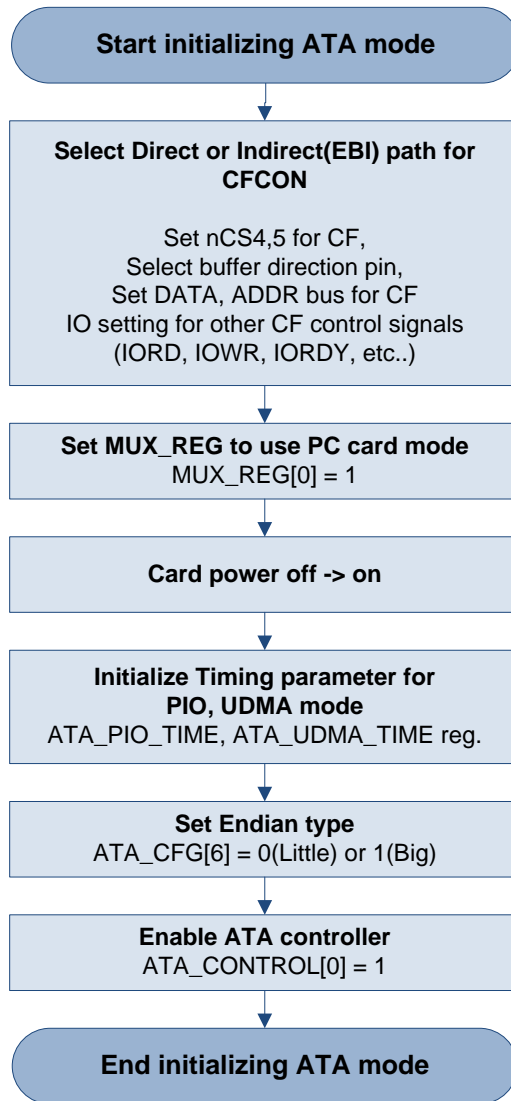 Start initializing ATA mode
Select Direct or Indirect(EBI) path for
CFCON
Set nCS4,5 for CF,
Select buffer direction pin,
Set DATA, ADDR bus for CF
IO setting for other CF control signals
(IORD, IOWR, IORDY, etc..)
Set MUX_REG to use PC card mode
MUX_REG[0] = 1
Card power off -> on
Initialize Timing parameter for
PIO, UDMA mode
ATA_PIO_TIME, ATA_UDMA_TIME reg.
Set Endian type
ATA_CFG[6] = 0(Little) or 1(Big)
Enable ATA controller
ATA_CONTROL[0] = 1
End initializing ATA mode